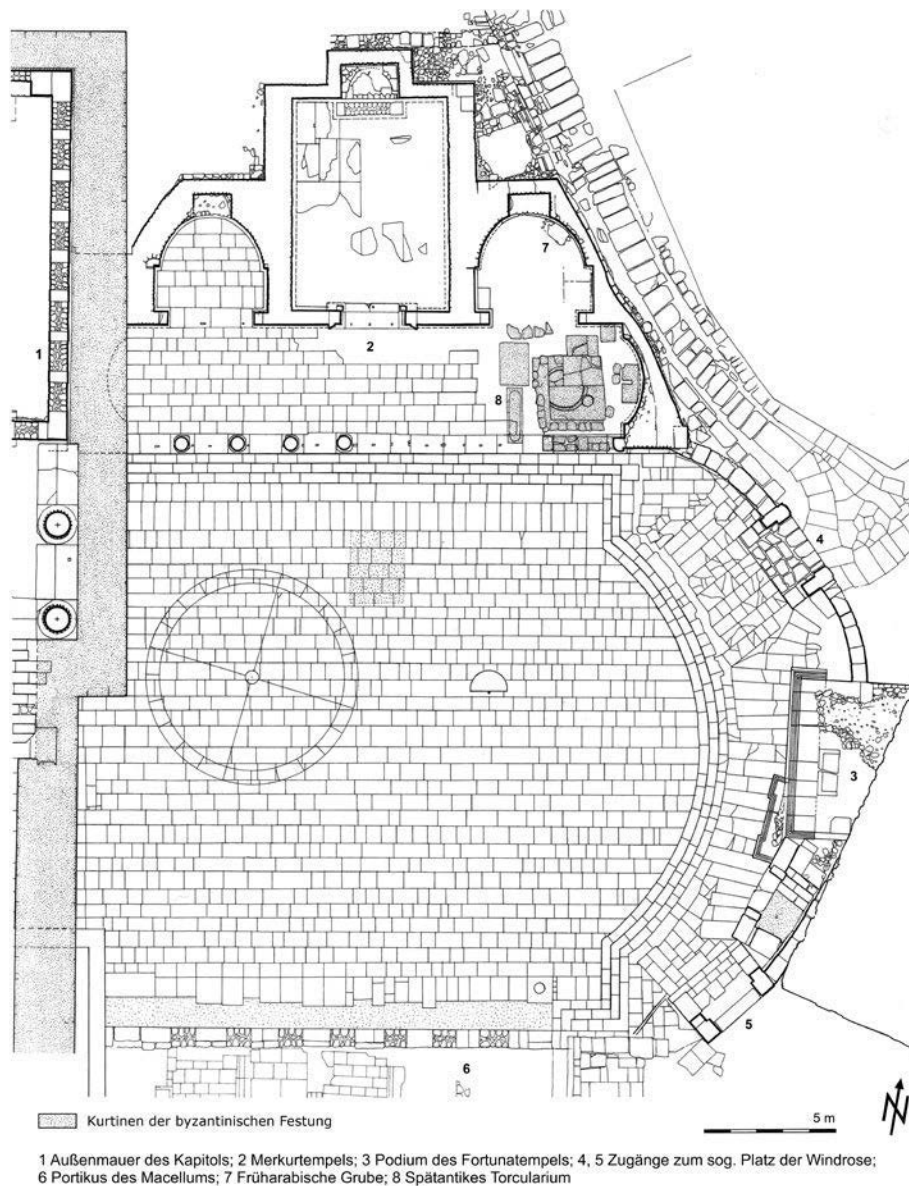 1
2
7
8
4
3
5
6
Kurtinen der byzantinischen Festung
5 m
N
1 Außenmauer des Kapitols; 2 Merkurtempels; 3 Podium des Fortunatempels; 4, 5 Zugänge zum sog. Platz der Windrose;
6 Portikus des Macellums; 7 Früharabische Grube; 8 Spätantikes Torcularium